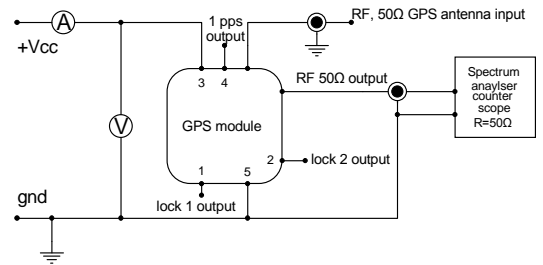 A
+Vcc
1 pps
output
RF, 50Ω GPS antenna input
3
4
RF 50Ω output
Spectrum
anaylser
counter
scope
R=50Ω
V
GPS module
2
lock 2 output
1
5
lock 1 output
gnd